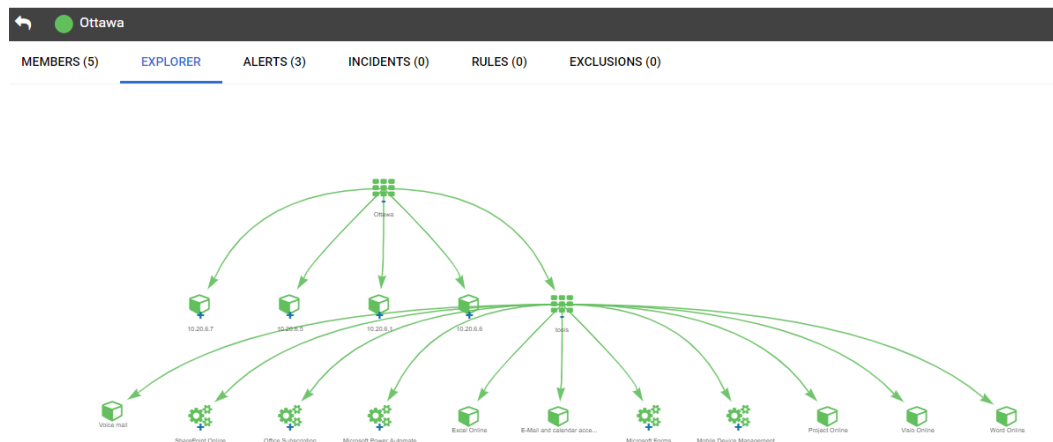 Ottawa
MEMBERS (5) EXPLORER ALERTS (3) INCIDENTS (0) RULES (0) EXCLUSIONS (0)
Ottawa
10.20.6.7 10.20.6.5 10.20.6.1 10.20.6.6 tools
Voice mail SharePoint Online Office Subscription Microsoft Power Automate Excel Online E-Mail and calendar acce... Microsoft Forms Mobile Device Management Project Online Visio Online Word Online